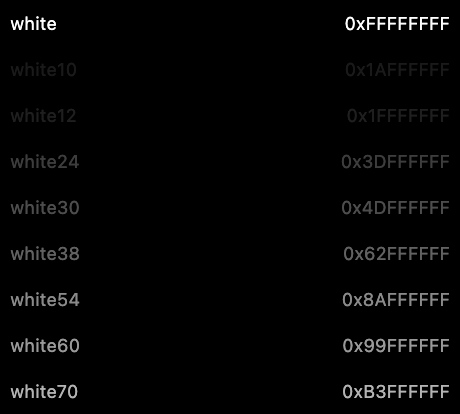 white 0xFFFFFFFF
white10 0x1AFFFFFF
white12 0x1FFFFFFF
white24 0x3DFFFFFF
white30 0x4DFFFFFF
white38 0x62FFFFFF
white54 0x8AFFFFFF
white60 0x99FFFFFF
white70 0xB3FFFFFF